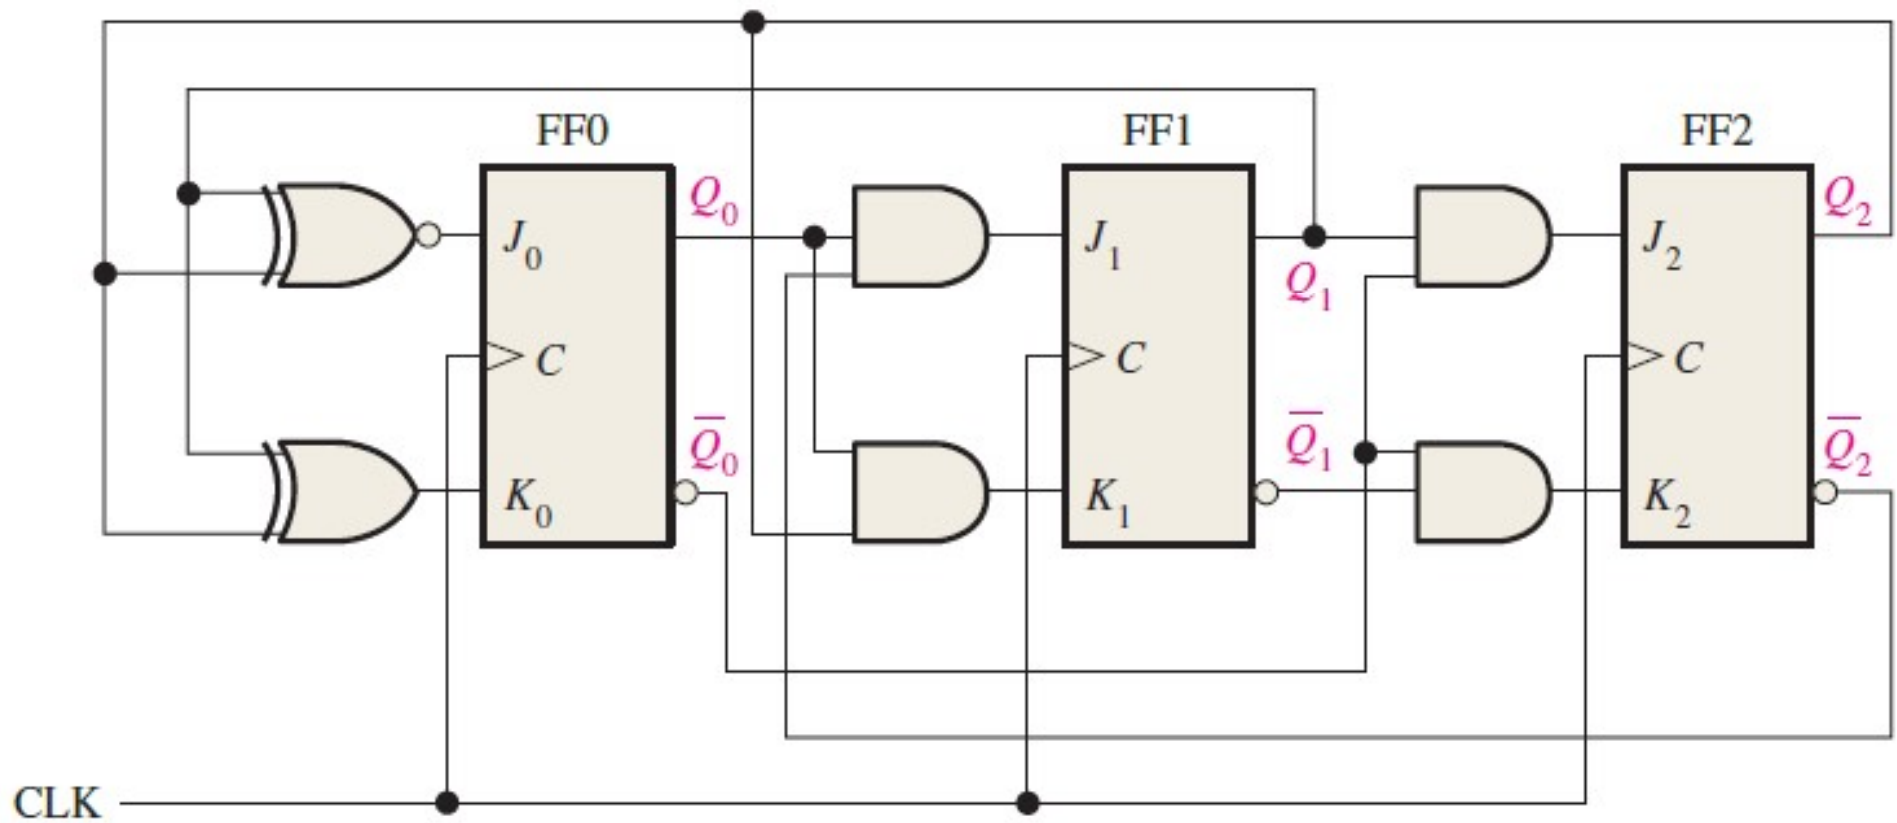 FF0 FF1 FF2
Q₀ Q₂
J₀ J₁ J₂
Q₁
C C C
Q̅₀ Q̅₁ Q̅₂
K₀ K₁ K₂
CLK